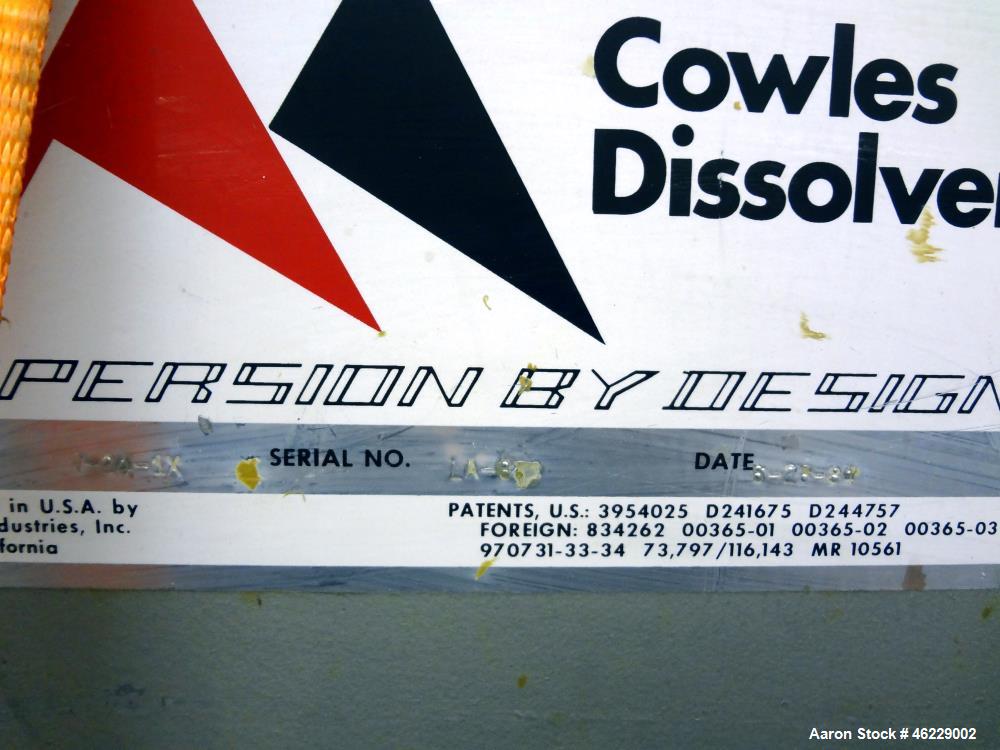 Cowles
Dissolver
PERSION BY DESIGN
SERIAL NO. DATE
in U.S.A. by
dustries, Inc.
fornia
PATENTS, U.S.: 3954025 D241675 D244757
FOREIGN: 834262 00365-01 00365-02 00365-03
970731-33-34 73,797/116,143 MR 10561
Aaron Stock # 46229002